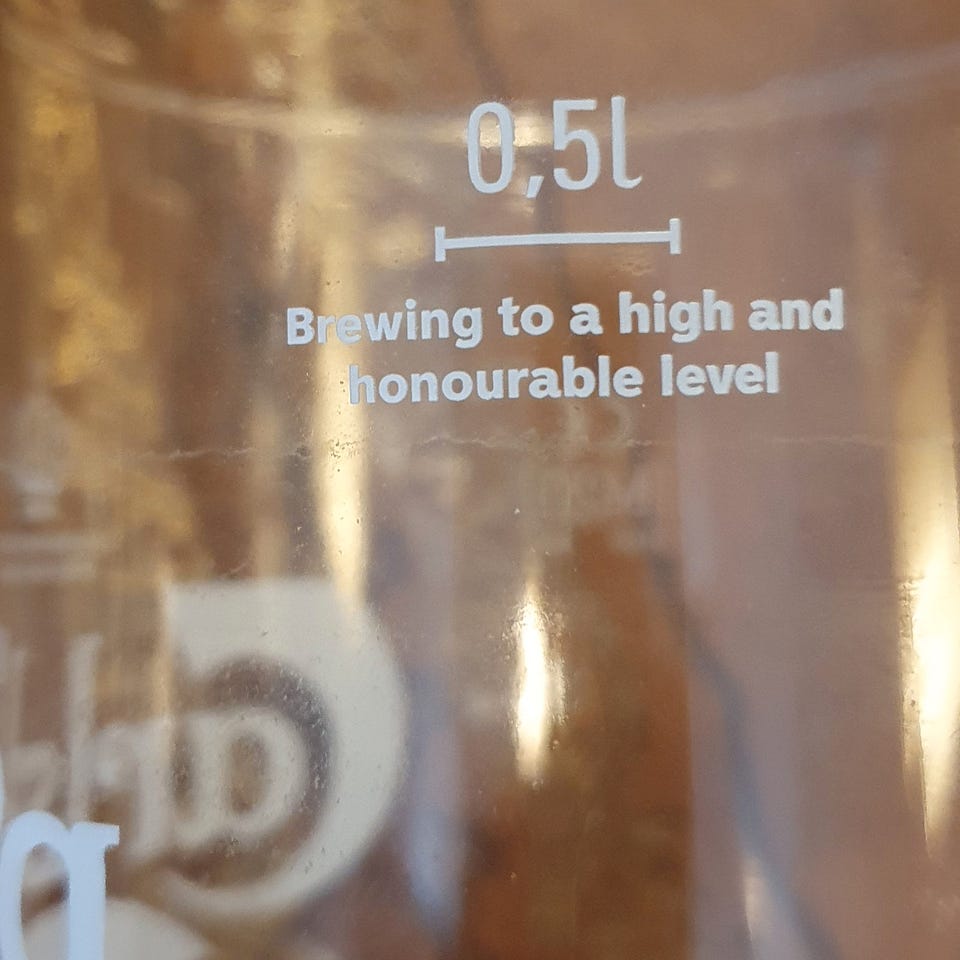 0,5l
Brewing to a high and
honourable level
g